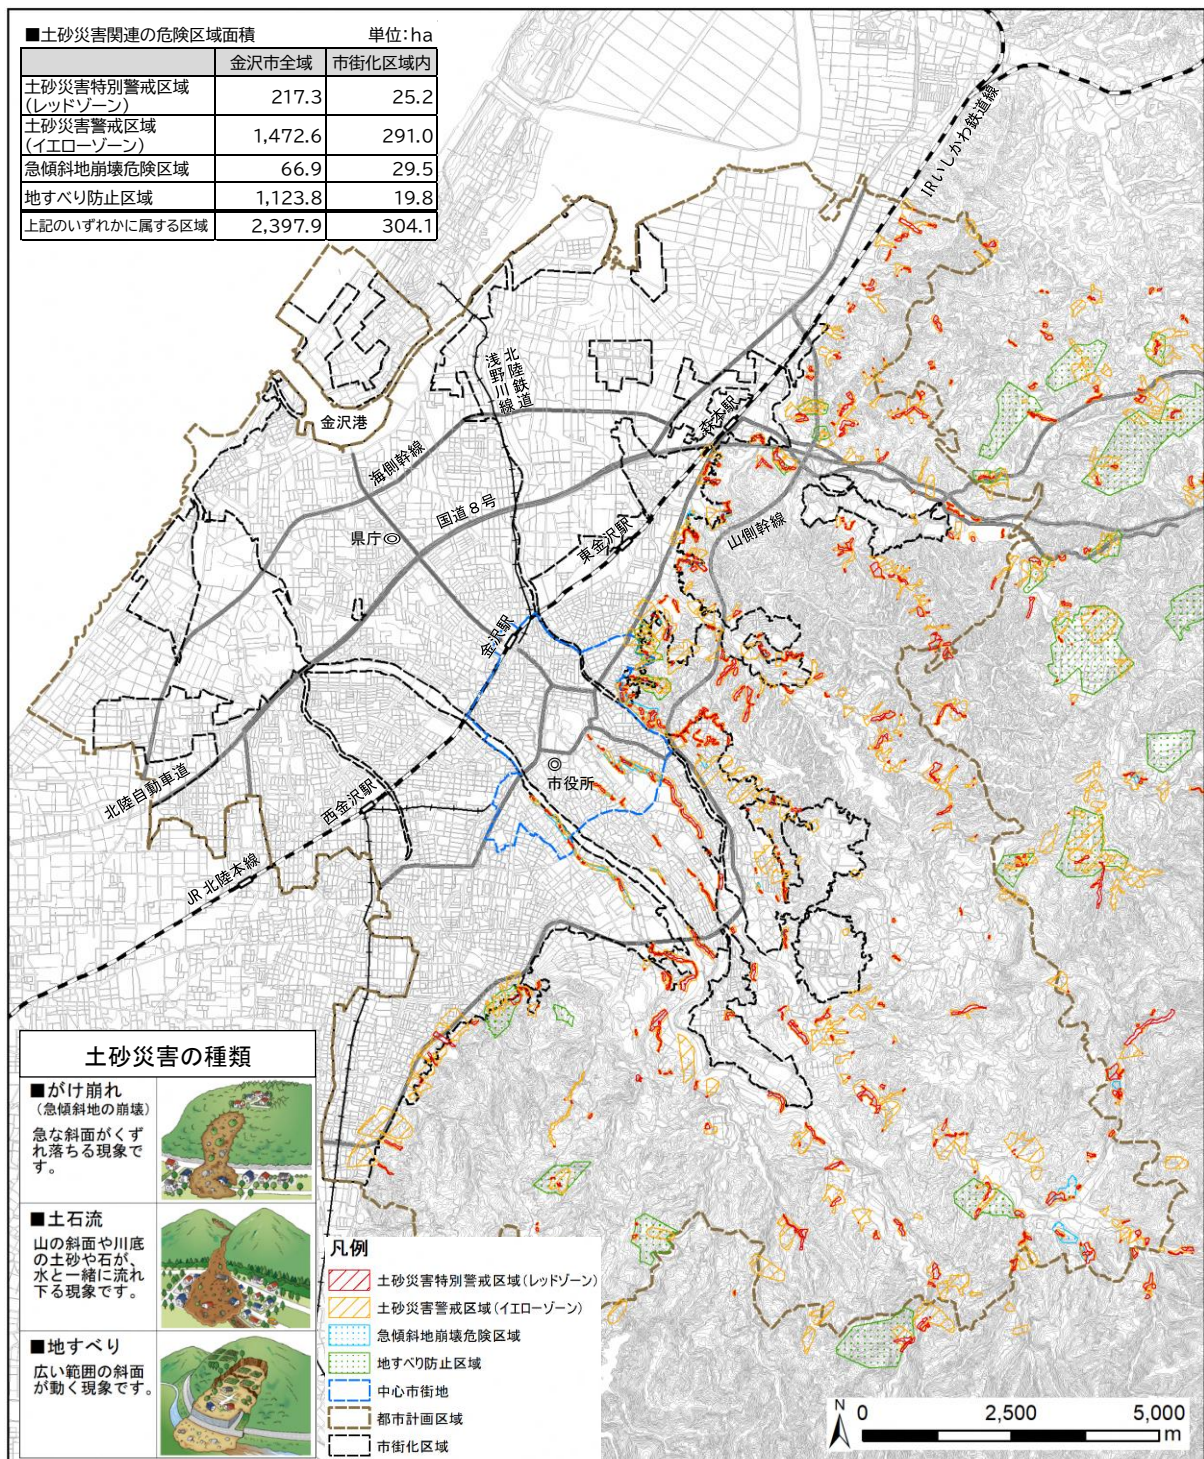 ■土砂災害関連の危険区域面積 単位：ha
金沢市全域 市街化区域内
土砂災害特別警戒区域
（レッドゾーン） 217.3 25.2
土砂災害警戒区域
（イエローゾーン） 1,472.6 291.0
急傾斜地崩壊危険区域 66.9 29.5
地すべり防止区域 1,123.8 19.8
上記のいずれかに属する区域 2,397.9 304.1
IRいしかわ鉄道線
北陸鉄道
浅野川線
金沢港
海側幹線
森本駅
国道８号
県庁
東金沢駅
山側幹線
金沢駅
市役所
北陸自動車道
西金沢駅
JR 北陸本線
土砂災害の種類
■がけ崩れ
（急傾斜地の崩壊）
急な斜面がくず
れ落ちる現象で
す。
■土石流
山の斜面や川底
の土砂や石が、
水と一緒に流れ
下る現象です。
■地すべり
広い範囲の斜面
が動く現象です。
凡例
土砂災害特別警戒区域（レッドゾーン）
土砂災害警戒区域（イエローゾーン）
急傾斜地崩壊危険区域
地すべり防止区域
中心市街地
都市計画区域
市街化区域
N
0 2,500 5,000
m